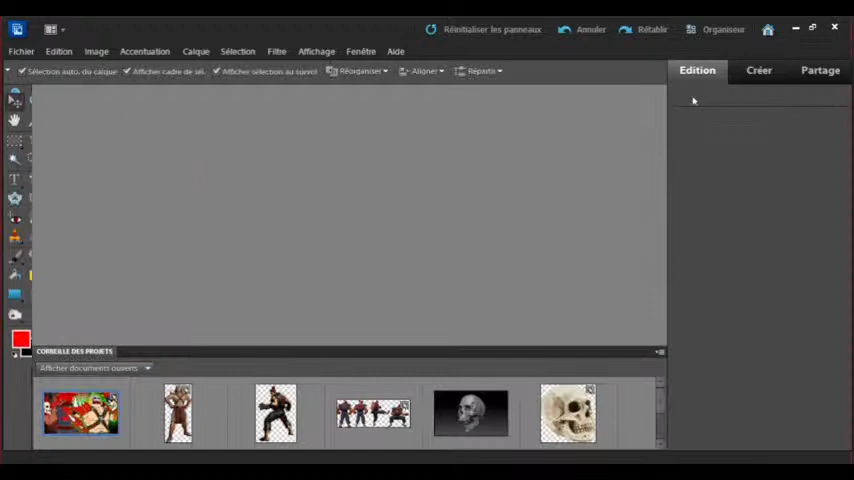 Réinitialiser les panneaux Annuler Rétablir Organiseur
Fichier Edition Image Accentuation Calque Sélection Filtre Affichage Fenêtre Aide
Sélection auto. du calque Afficher cadre de sél. Afficher sélection au survol Réorganiser Aligner Répartir
Edition Créer Partage
CORBEILLE DES PROJETS
Afficher documents ouverts